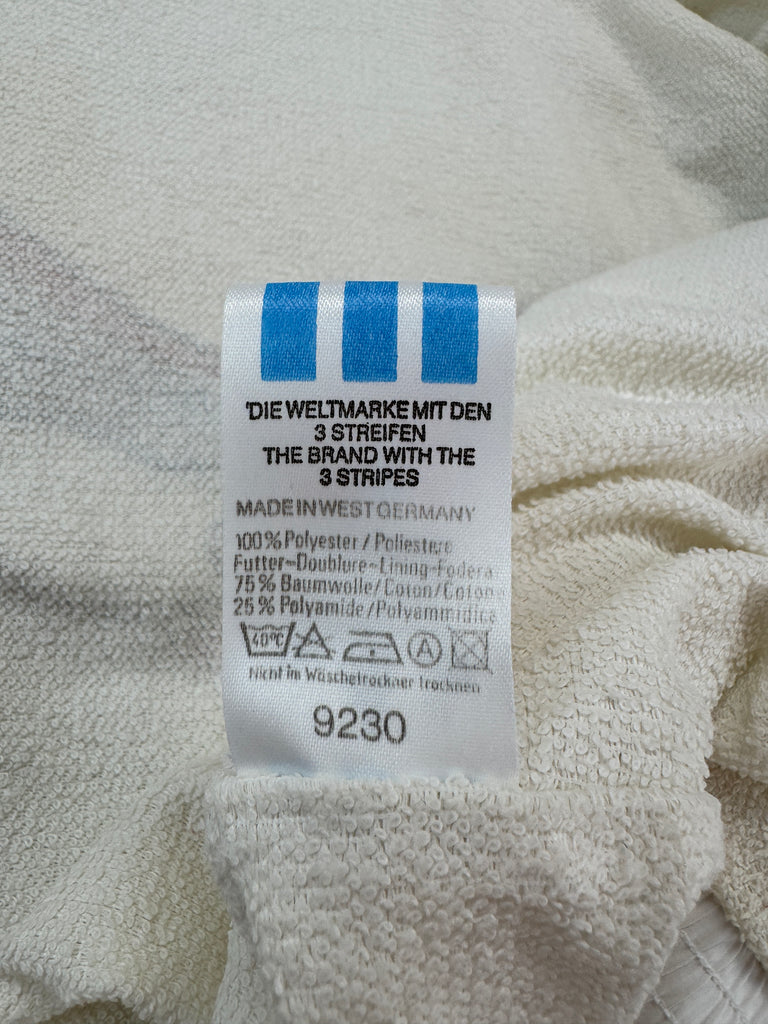 'DIE WELTMARKE MIT DEN
3 STREIFEN
THE BRAND WITH THE
3 STRIPES
MADE IN WEST GERMANY
100% Polyester / Poliestere
Futter-Doublure-Lining-Fodera
75% Baumwolle/Coton/Coton
25% Polyamide/Polyammidice
40°C A
Nicht im Wäschetrockner trocknen
9230